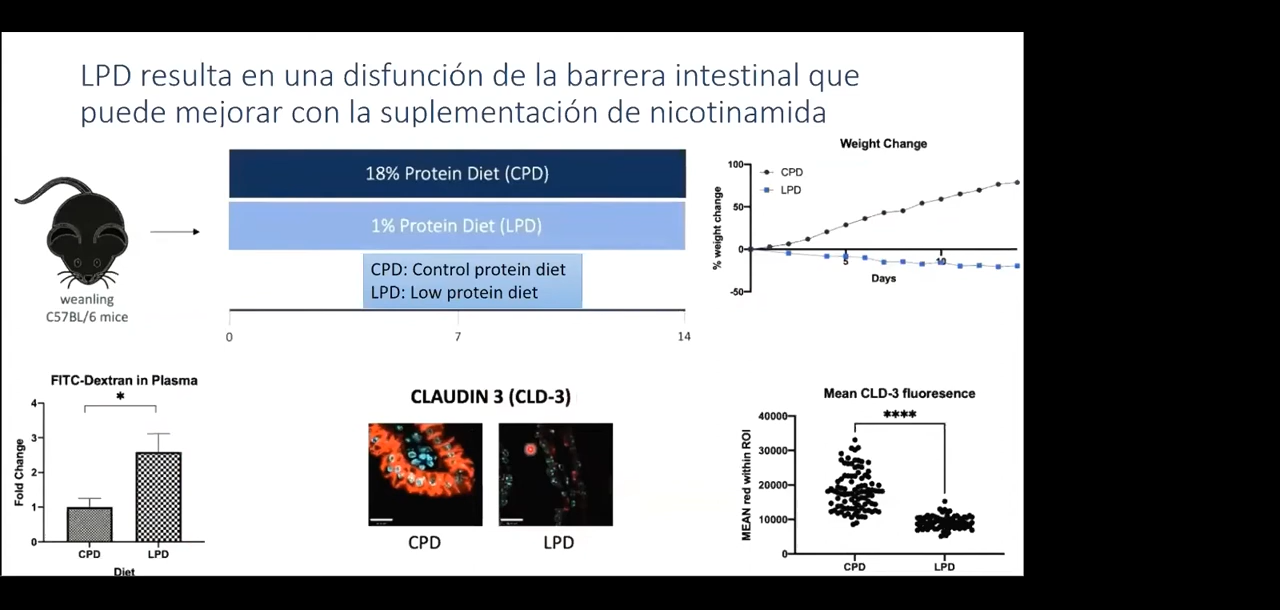 LPD resulta en una disfunción de la barrera intestinal que
puede mejorar con la suplementación de nicotinamida
weanling
C57BL/6 mice
18% Protein Diet (CPD)
1% Protein Diet (LPD)
CPD: Control protein diet
LPD: Low protein diet
0
7
14
Weight Change
% weight change
100
50
0
-50
CPD
LPD
5
10
Days
FITC-Dextran in Plasma
*
Fold Change
4
3
2
1
0
CPD
LPD
Diet
CLAUDIN 3 (CLD-3)
CPD
LPD
Mean CLD-3 fluoresence
****
MEAN red within ROI
40000
30000
20000
10000
0
CPD
LPD